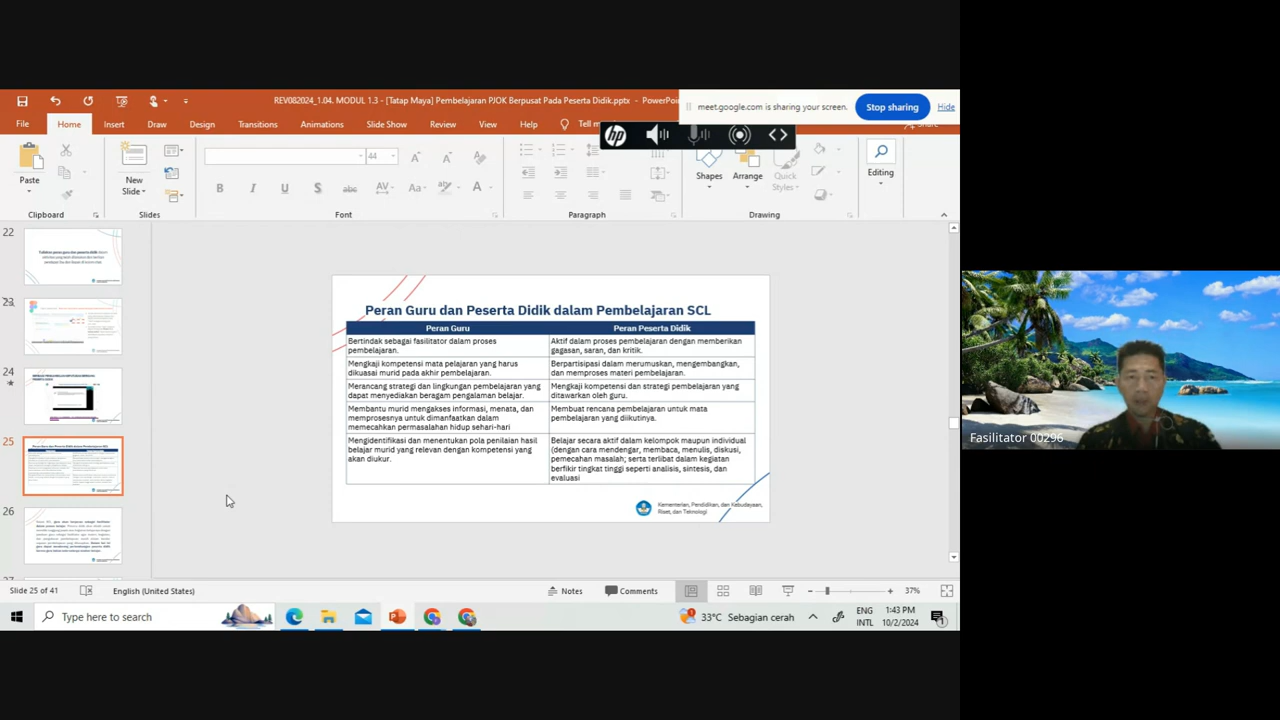 REV082024_1.04. MODUL 1.3 - [Tatap Maya] Pembelajaran PJOK Berpusat Pada Peserta Didik.pptx - PowerPo
meet.google.com is sharing your screen.
Stop sharing
Hide
File
Home
Insert
Draw
Design
Transitions
Animations
Slide Show
Review
View
Help
Tell m
hp
Paste
New
Slide
44
Shapes
Arrange
Quick
Styles
Editing
Clipboard
Slides
Font
Paragraph
Drawing
22
23
24
25
26
Peran Guru dan Peserta Didik dalam Pembelajaran SCL
Peran Guru
Peran Peserta Didik
Bertindak sebagai fasilitator dalam proses
pembelajaran.
Aktif dalam proses pembelajaran dengan memberikan
gagasan, saran, dan kritik.
Mengkaji kompetensi mata pelajaran yang harus
dikuasai murid pada akhir pembelajaran.
Berpartisipasi dalam merumuskan, mengembangkan,
dan memproses materi pembelajaran.
Merancang strategi dan lingkungan pembelajaran yang
dapat menyediakan beragam pengalaman belajar.
Mengkaji kompetensi dan strategi pembelajaran yang
ditawarkan oleh guru.
Membantu murid mengakses informasi, menata, dan
memprosesnya untuk dimanfaatkan dalam
memecahkan permasalahan hidup sehari-hari
Membuat rencana pembelajaran untuk mata
pelajaran yang diikutinya.
Mengidentifikasi dan menentukan pola penilaian hasil
belajar murid yang relevan dengan kompetensi yang
akan diukur.
Belajar secara aktif dalam kelompok maupun individual
(dengan cara mendengar, membaca, menulis, diskusi,
pemecahan masalah; serta terlibat dalam kegiatan
berfikir tingkat tinggi seperti analisis, sintesis, dan
evaluasi
Kementerian, Pendidikan, dan Kebudayaan,
Riset, dan Teknologi
Fasilitator 00296
Slide 25 of 41
English (United States)
Notes
Comments
37%
Type here to search
33°C Sebagian cerah
ENG
INTL
1:43 PM
10/2/2024